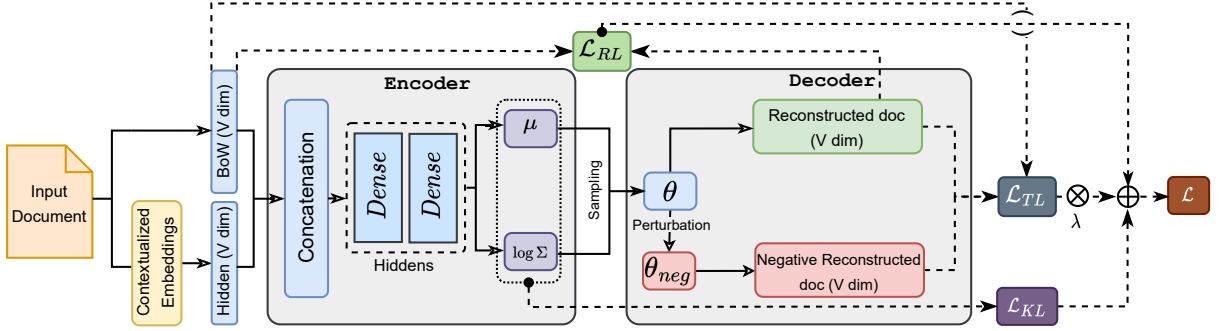 Input
Document
Contextualized
Embeddings
BoW (V dim)
Hidden (V dim)
Encoder
Concatenation
Dense
Dense
Hiddens
μ
log Σ
Sampling
ℒ_RL
Decoder
θ
Perturbation
θ_neg
Reconstructed doc
(V dim)
Negative Reconstructed
doc (V dim)
ℒ_TL
λ
ℒ_KL
ℒ